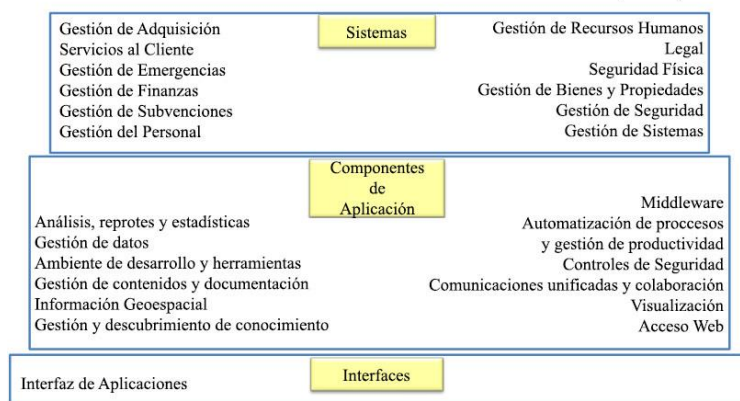 Sistemas
Gestión de Adquisición
Servicios al Cliente
Gestión de Emergencias
Gestión de Finanzas
Gestión de Subvenciones
Gestión del Personal
Gestión de Recursos Humanos
Legal
Seguridad Física
Gestión de Bienes y Propiedades
Gestión de Seguridad
Gestión de Sistemas
Componentes
de
Aplicación
Análisis, reprotes y estadísticas
Gestión de datos
Ambiente de desarrollo y herramientas
Gestión de contenidos y documentación
Información Geoespacial
Gestión y descubrimiento de conocimiento
Middleware
Automatización de proccesos
y gestión de productividad
Controles de Seguridad
Comunicaciones unificadas y colaboración
Visualización
Acceso Web
Interfaces
Interfaz de Aplicaciones